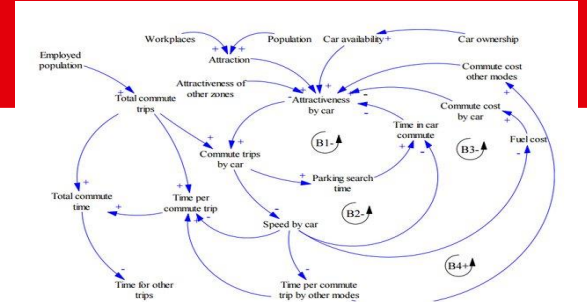 Workplaces
Population
Car availability
Car ownership
Employed
population
Attraction
Commute cost
other modes
Attractiveness of
other zones
Total commute
trips
Attractiveness
by car
Commute cost
by car
Time in car
commute
Fuel cost
B1-
B3-
Commute trips
by car
Parking search
time
Total commute
time
Time per
commute trip
B2-
Speed by car
B4+
Time for other
trips
Time per commute
trip by other modes